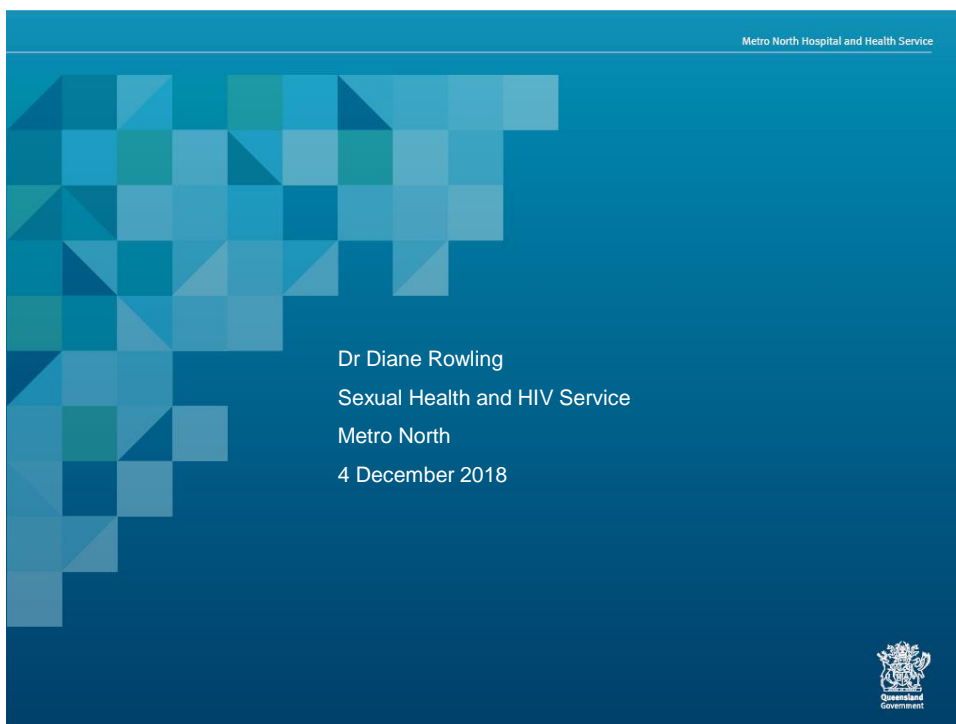 Metro North Hospital and Health Service
Dr Diane Rowling
Sexual Health and HIV Service
Metro North
4 December 2018
Queensland
Government